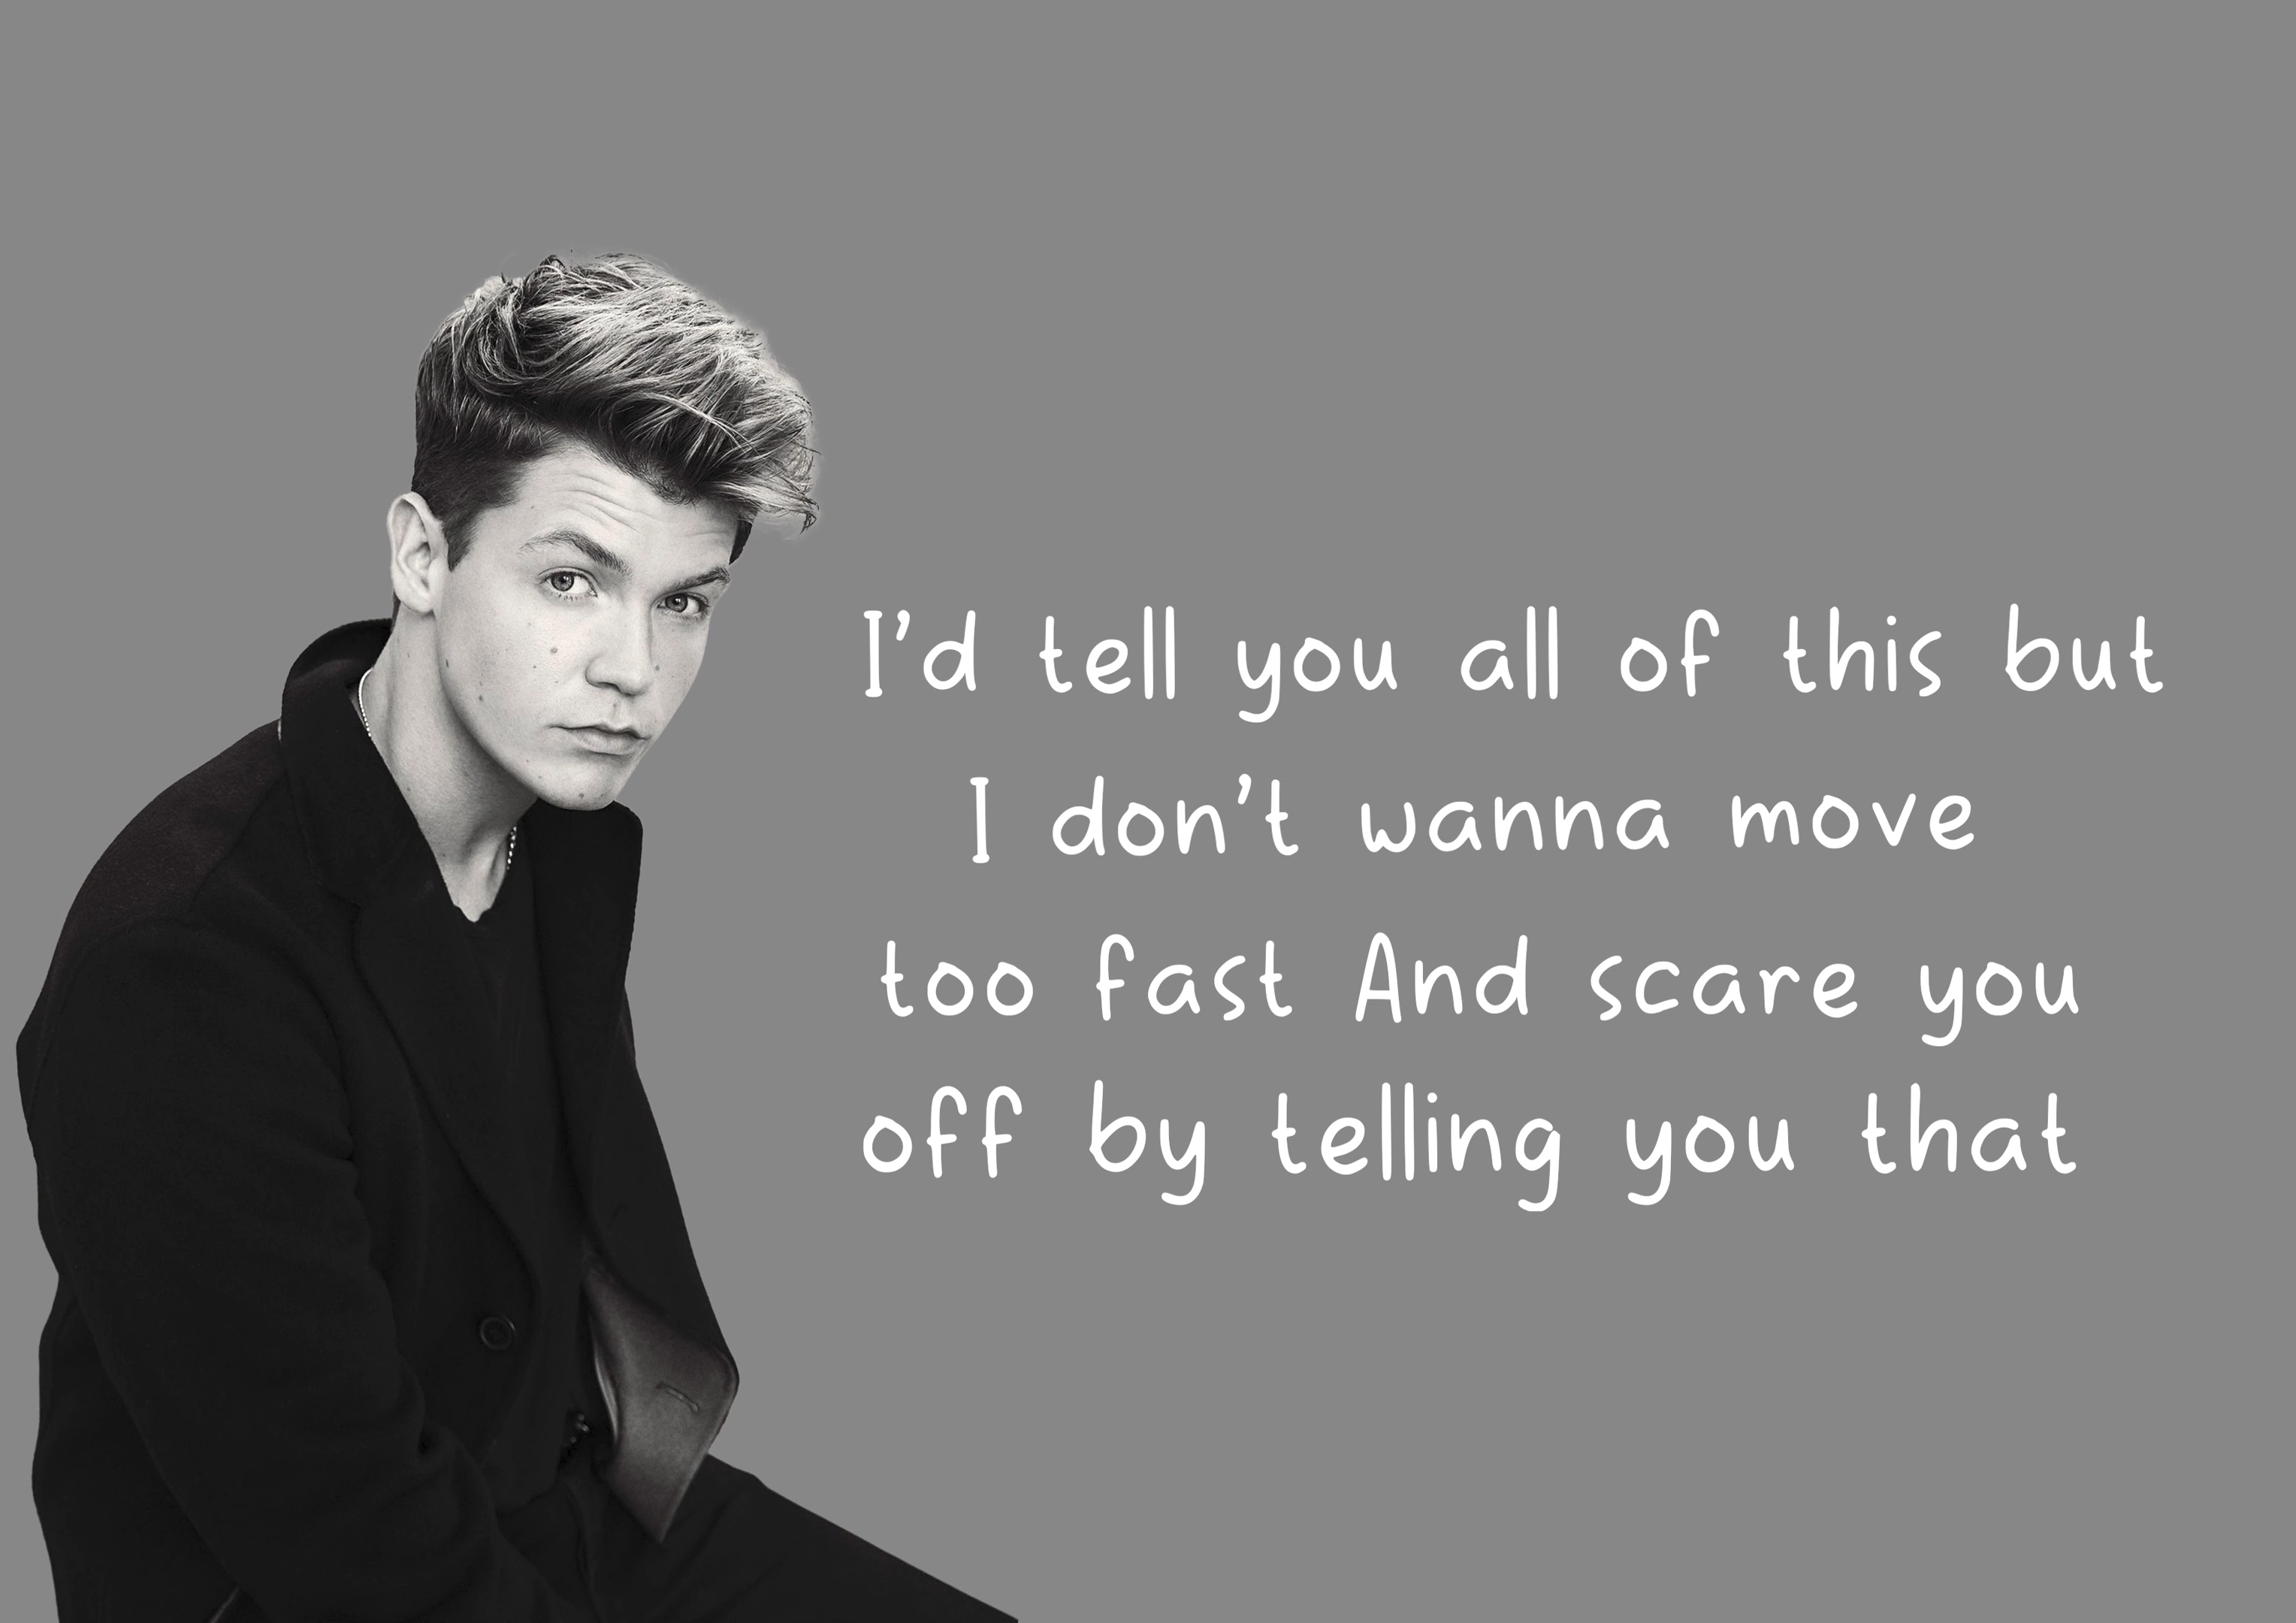 I’d tell you all of this but
I don’t wanna move
too fast And scare you
off by telling you that